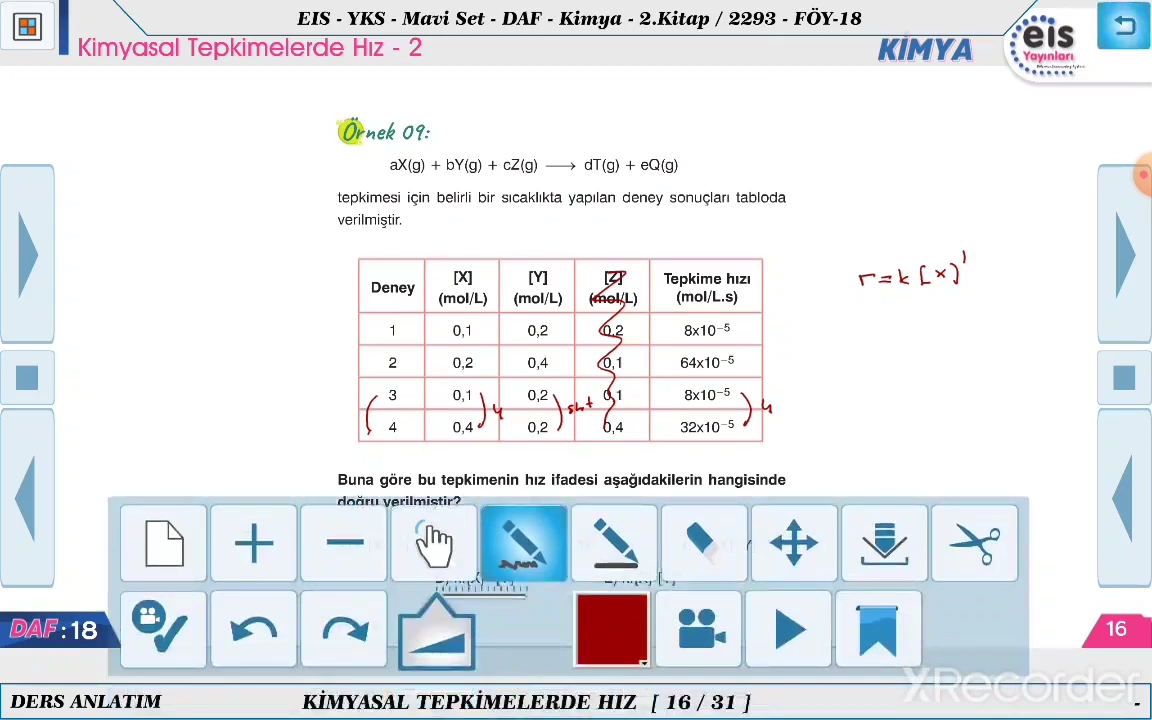 EIS - YKS - Mavi Set - DAF - Kimya - 2.Kitap / 2293 - FÖY-18
Kimyasal Tepkimelerde Hız - 2
KİMYA
eis
Yayınları
Örnek 09:
aX(g) + bY(g) + cZ(g) ⟶ dT(g) + eQ(g)
tepkimesi için belirli bir sıcaklıkta yapılan deney sonuçları tabloda
verilmiştir.
r = k [x]¹
Deney [X] (mol/L) [Y] (mol/L) [Z] (mol/L) Tepkime hızı (mol/L.s)
1 0,1 0,2 0,2 8x10⁻⁵
2 0,2 0,4 0,1 64x10⁻⁵
3 0,1 0,2 0,1 8x10⁻⁵
4 sbt 4
4 0,4 0,2 0,4 32x10⁻⁵
Buna göre bu tepkimenin hız ifadesi aşağıdakilerin hangisinde
doğru verilmiştir?
DAF:18
16
XRecorder
DERS ANLATIM
KİMYASAL TEPKİMELERDE HIZ [ 16 / 31 ]
-